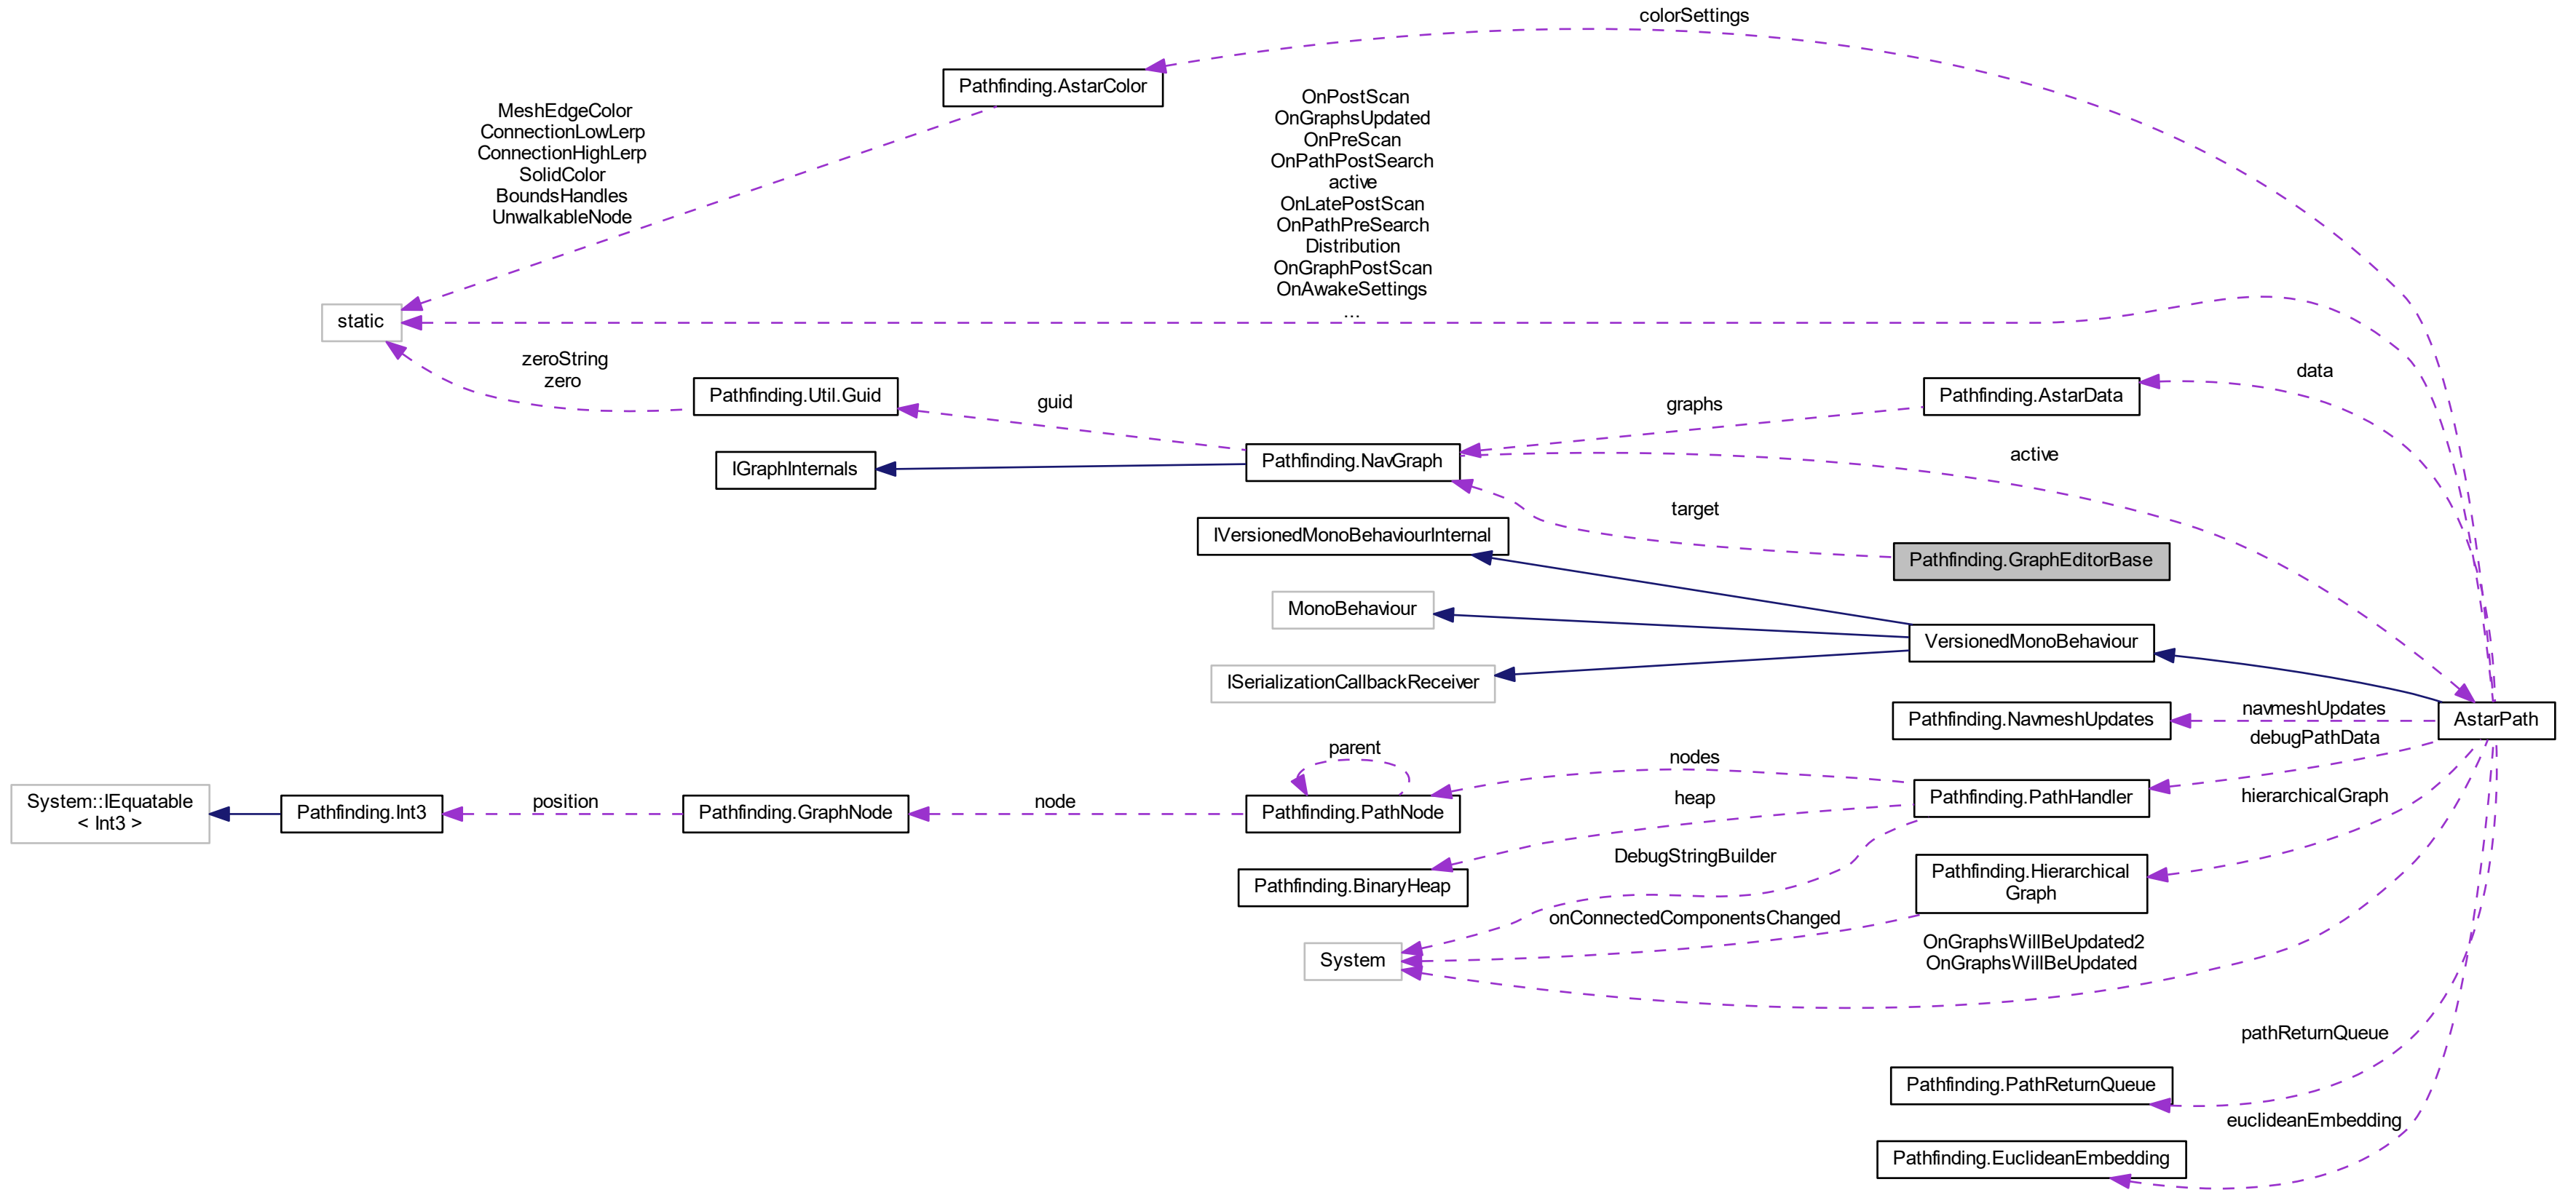 colorSettings
Pathfinding.AstarColor
MeshEdgeColor
ConnectionLowLerp
ConnectionHighLerp
SolidColor
BoundsHandles
UnwalkableNode
OnPostScan
OnGraphsUpdated
OnPreScan
OnPathPostSearch
active
OnLatePostScan
OnPathPreSearch
Distribution
OnGraphPostScan
OnAwakeSettings
...
static
zeroString
zero
Pathfinding.Util.Guid
guid
graphs
Pathfinding.AstarData
data
IGraphInternals
Pathfinding.NavGraph
active
target
IVersionedMonoBehaviourInternal
Pathfinding.GraphEditorBase
MonoBehaviour
VersionedMonoBehaviour
ISerializationCallbackReceiver
Pathfinding.NavmeshUpdates
navmeshUpdates
AstarPath
debugPathData
parent
nodes
System::IEquatable
< Int3 >
Pathfinding.Int3
position
Pathfinding.GraphNode
node
Pathfinding.PathNode
heap
Pathfinding.PathHandler
hierarchicalGraph
DebugStringBuilder
Pathfinding.BinaryHeap
Pathfinding.Hierarchical
Graph
onConnectedComponentsChanged
System
OnGraphsWillBeUpdated2
OnGraphsWillBeUpdated
pathReturnQueue
Pathfinding.PathReturnQueue
euclideanEmbedding
Pathfinding.EuclideanEmbedding